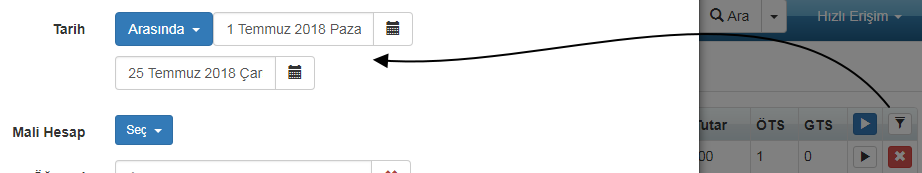 Tarih Arasında 1 Temmuz 2018 Paza
25 Temmuz 2018 Çar
Mali Hesap Seç
Ara Hızlı Erişim
Tutar ÖTS GTS
00 1 0